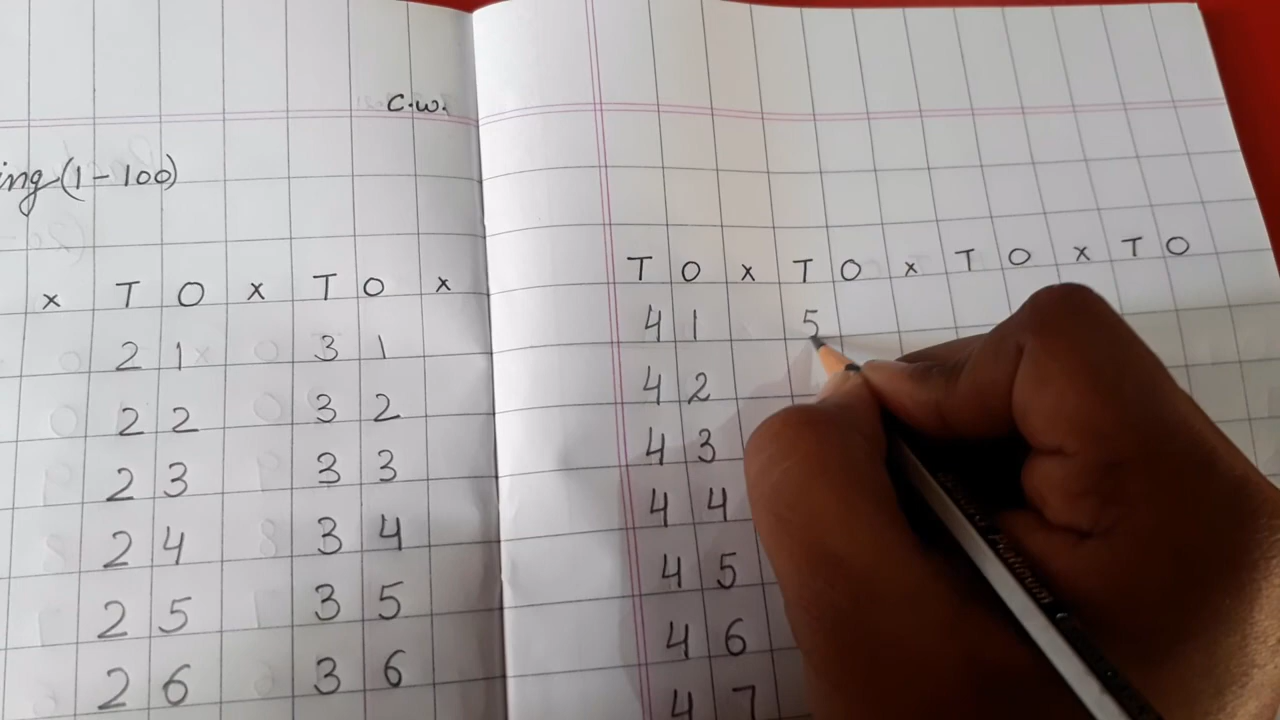 C.W.
ing (1-100)
x T O x T O x
2 1 3 1
2 2 3 2
2 3 3 3
2 4 3 4
2 5 3 5
2 6 3 6
T O x T O x T O x T O
4 1 5
4 2
4 3
4 4
4 5
4 6
4 7
Platinum